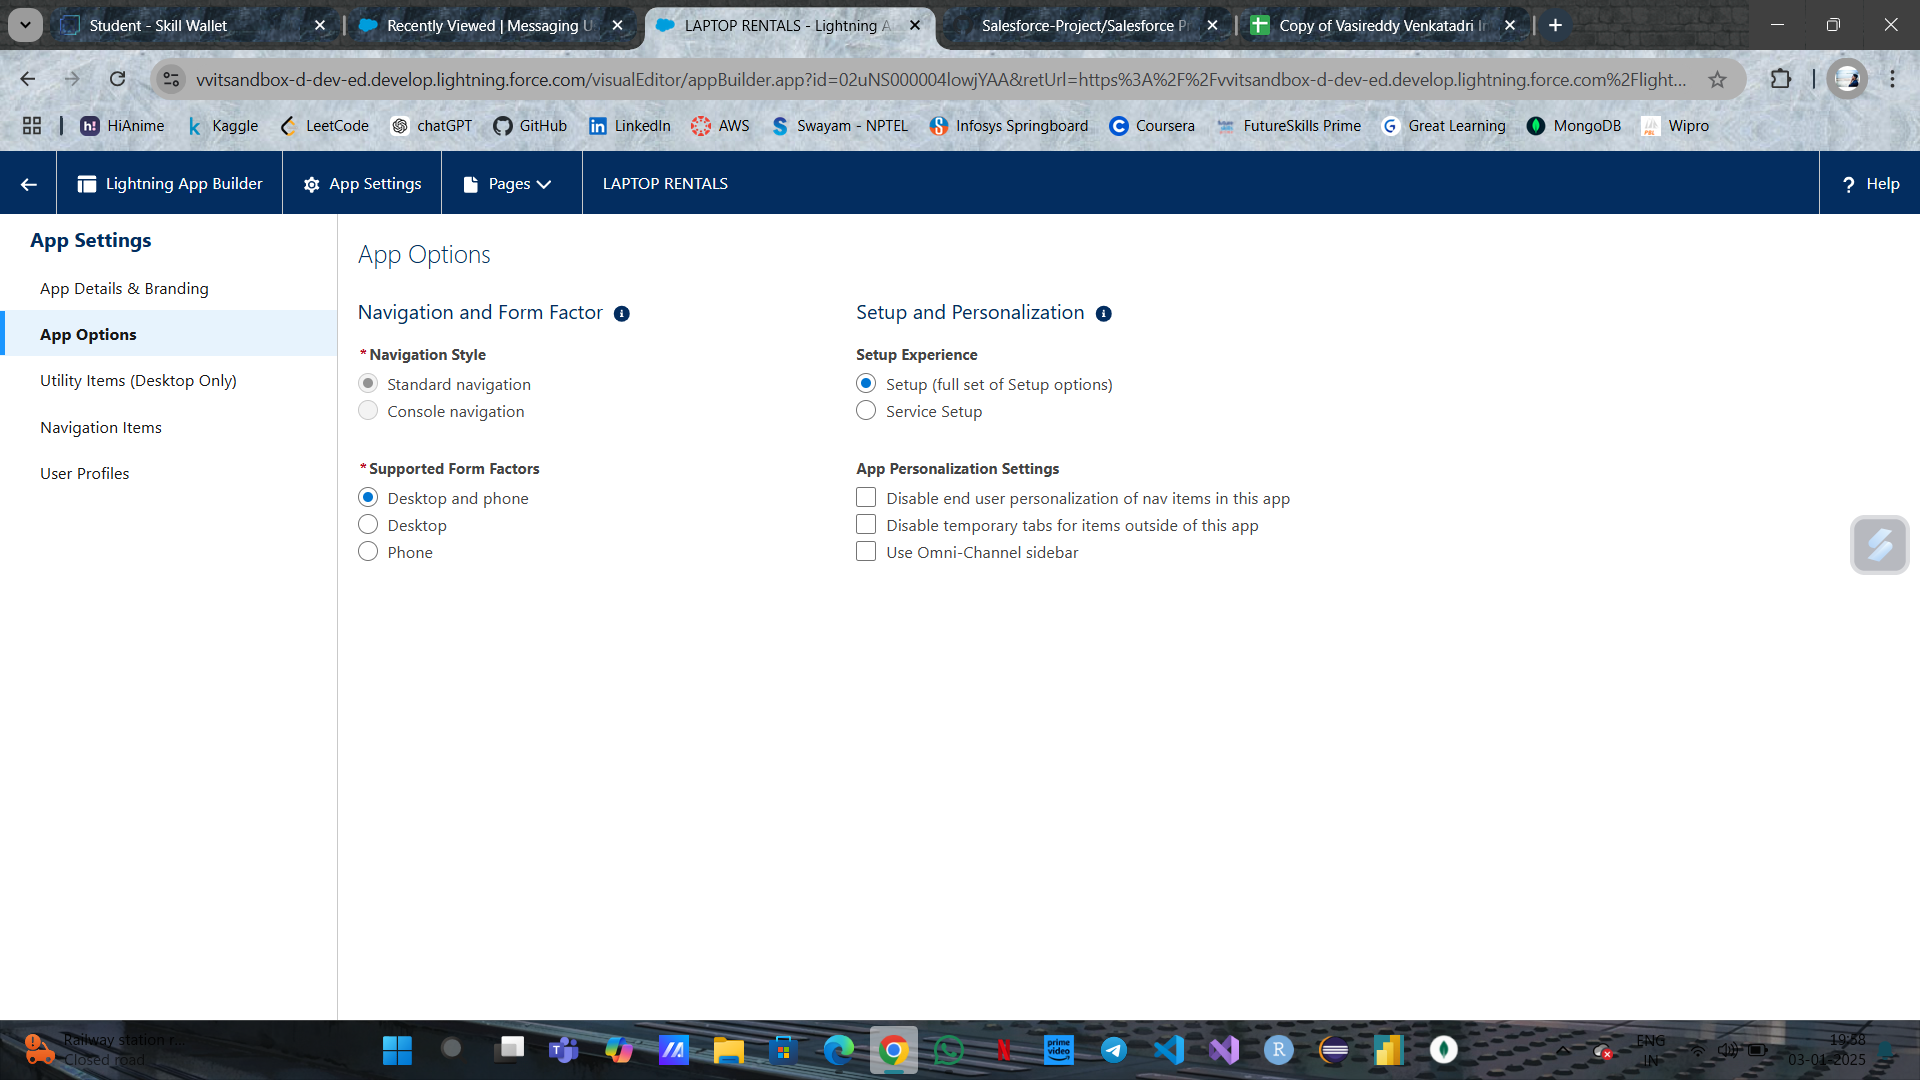 Student - Skill Wallet
Recently Viewed | Messaging U
LAPTOP RENTALS - Lightning A
Salesforce-Project/Salesforce P
Copy of Vasireddy Venkatadri In
vvitsandbox-d-dev-ed.develop.lightning.force.com/visualEditor/appBuilder.app?id=02uNS000004lowjYAA&retUrl=https%3A%2F%2Fvvitsandbox-d-dev-ed.develop.lightning.force.com%2Flight...
HiAnime
Kaggle
LeetCode
chatGPT
GitHub
LinkedIn
AWS
Swayam - NPTEL
Infosys Springboard
Coursera
FutureSkills Prime
Great Learning
MongoDB
Wipro
Lightning App Builder
App Settings
Pages
LAPTOP RENTALS
? Help
App Settings
App Details & Branding
App Options
Utility Items (Desktop Only)
Navigation Items
User Profiles
App Options
Navigation and Form Factor
*Navigation Style
Standard navigation
Console navigation
*Supported Form Factors
Desktop and phone
Desktop
Phone
Setup and Personalization
Setup Experience
Setup (full set of Setup options)
Service Setup
App Personalization Settings
Disable end user personalization of nav items in this app
Disable temporary tabs for items outside of this app
Use Omni-Channel sidebar
Railway station r...
Closed road
prime video
ENG
IN
19:58
03-01-2025